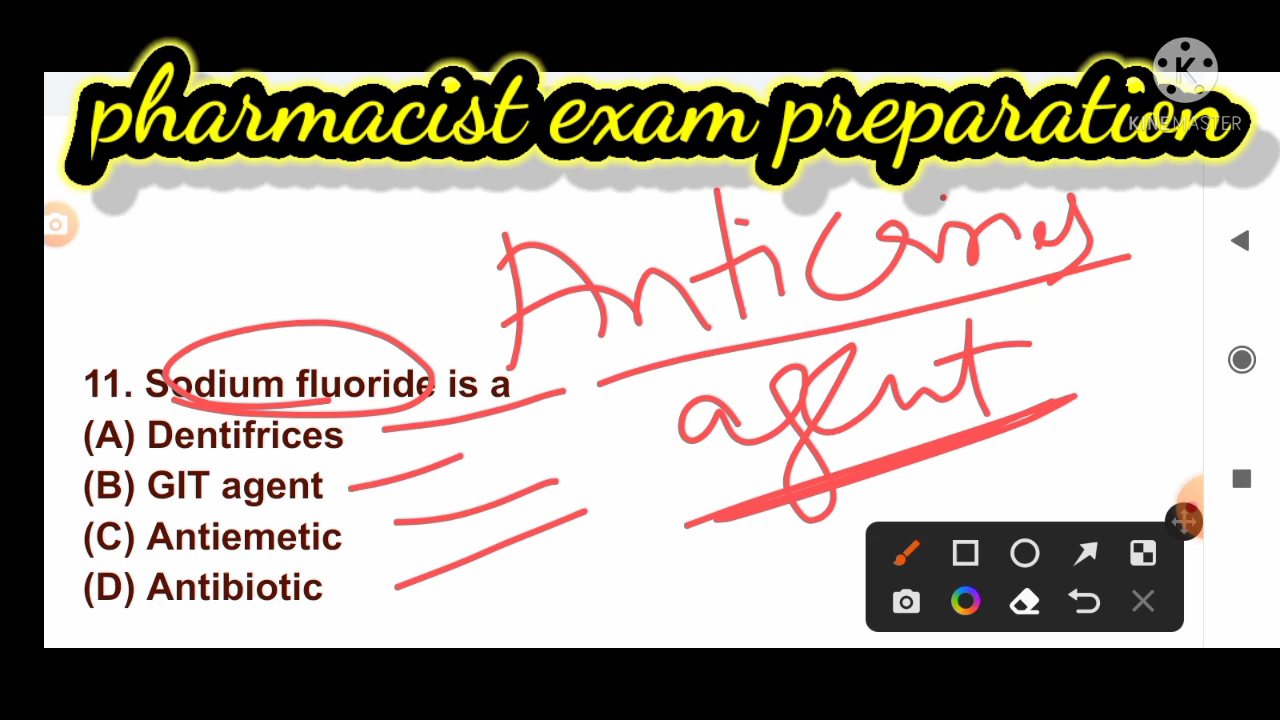 pharmacist exam preparation
K
KINEMASTER
Anticaries
agent
11. Sodium fluoride is a
(A) Dentifrices
(B) GIT agent
(C) Antiemetic
(D) Antibiotic